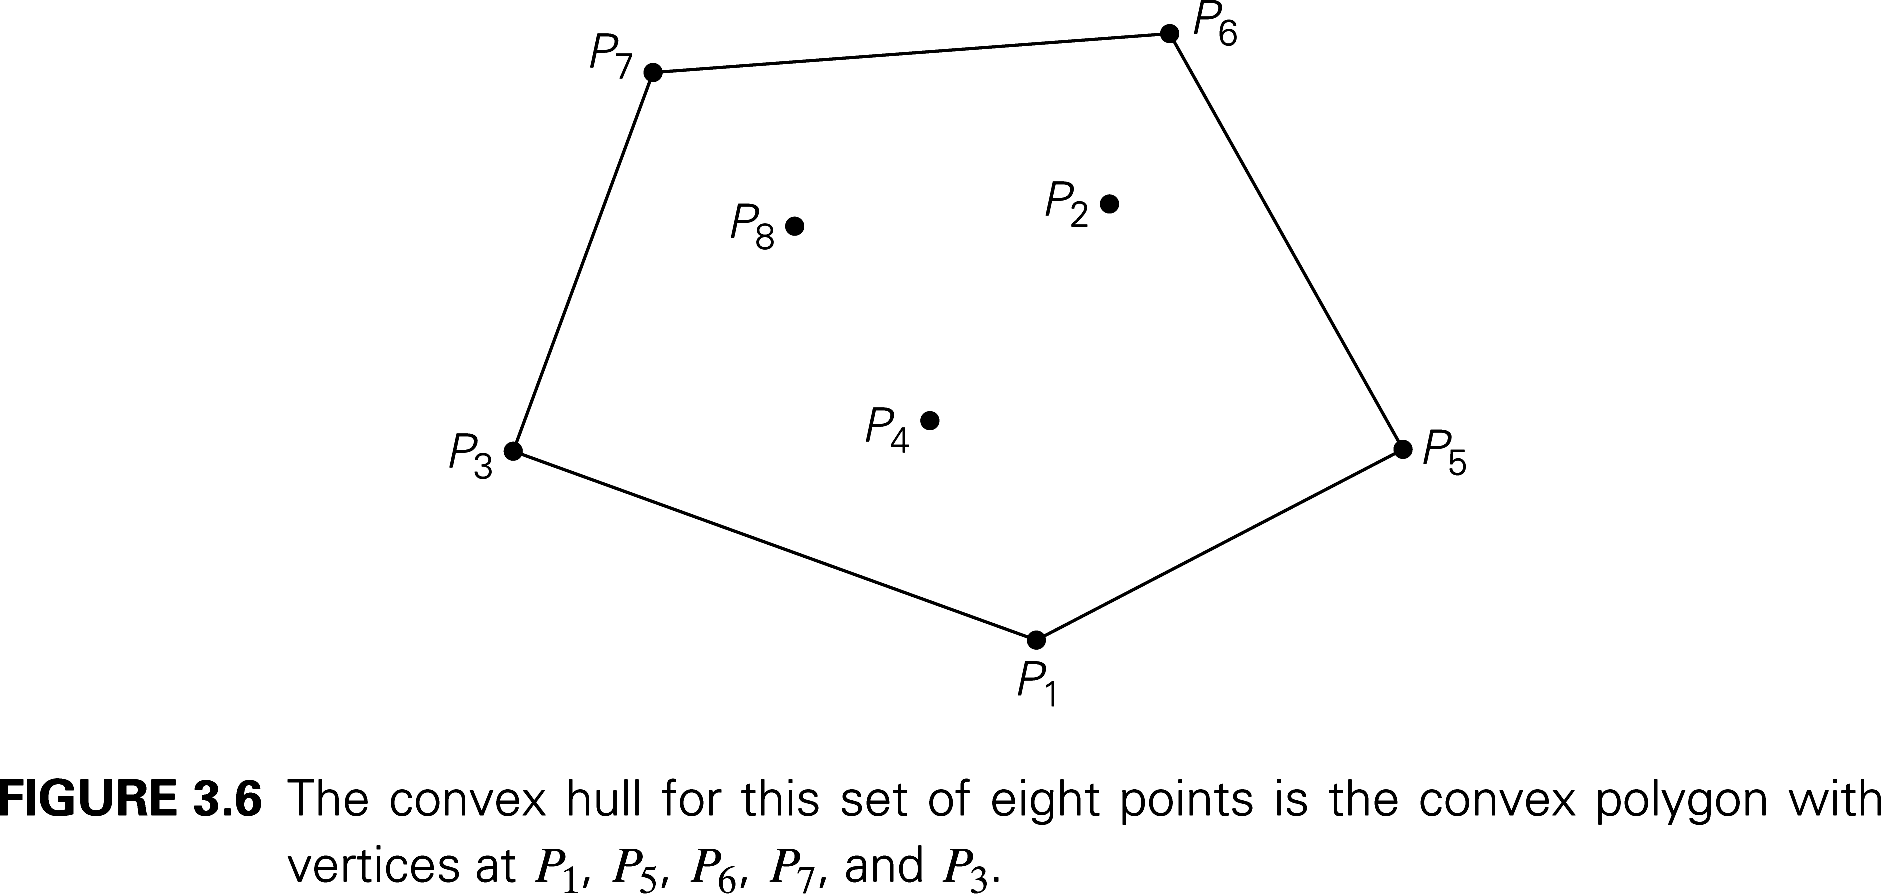 P₆
P₇
P₂
P₈
P₄
P₃
P₅
P₁
FIGURE 3.6 The convex hull for this set of eight points is the convex polygon with
vertices at P₁, P₅, P₆, P₇, and P₃.